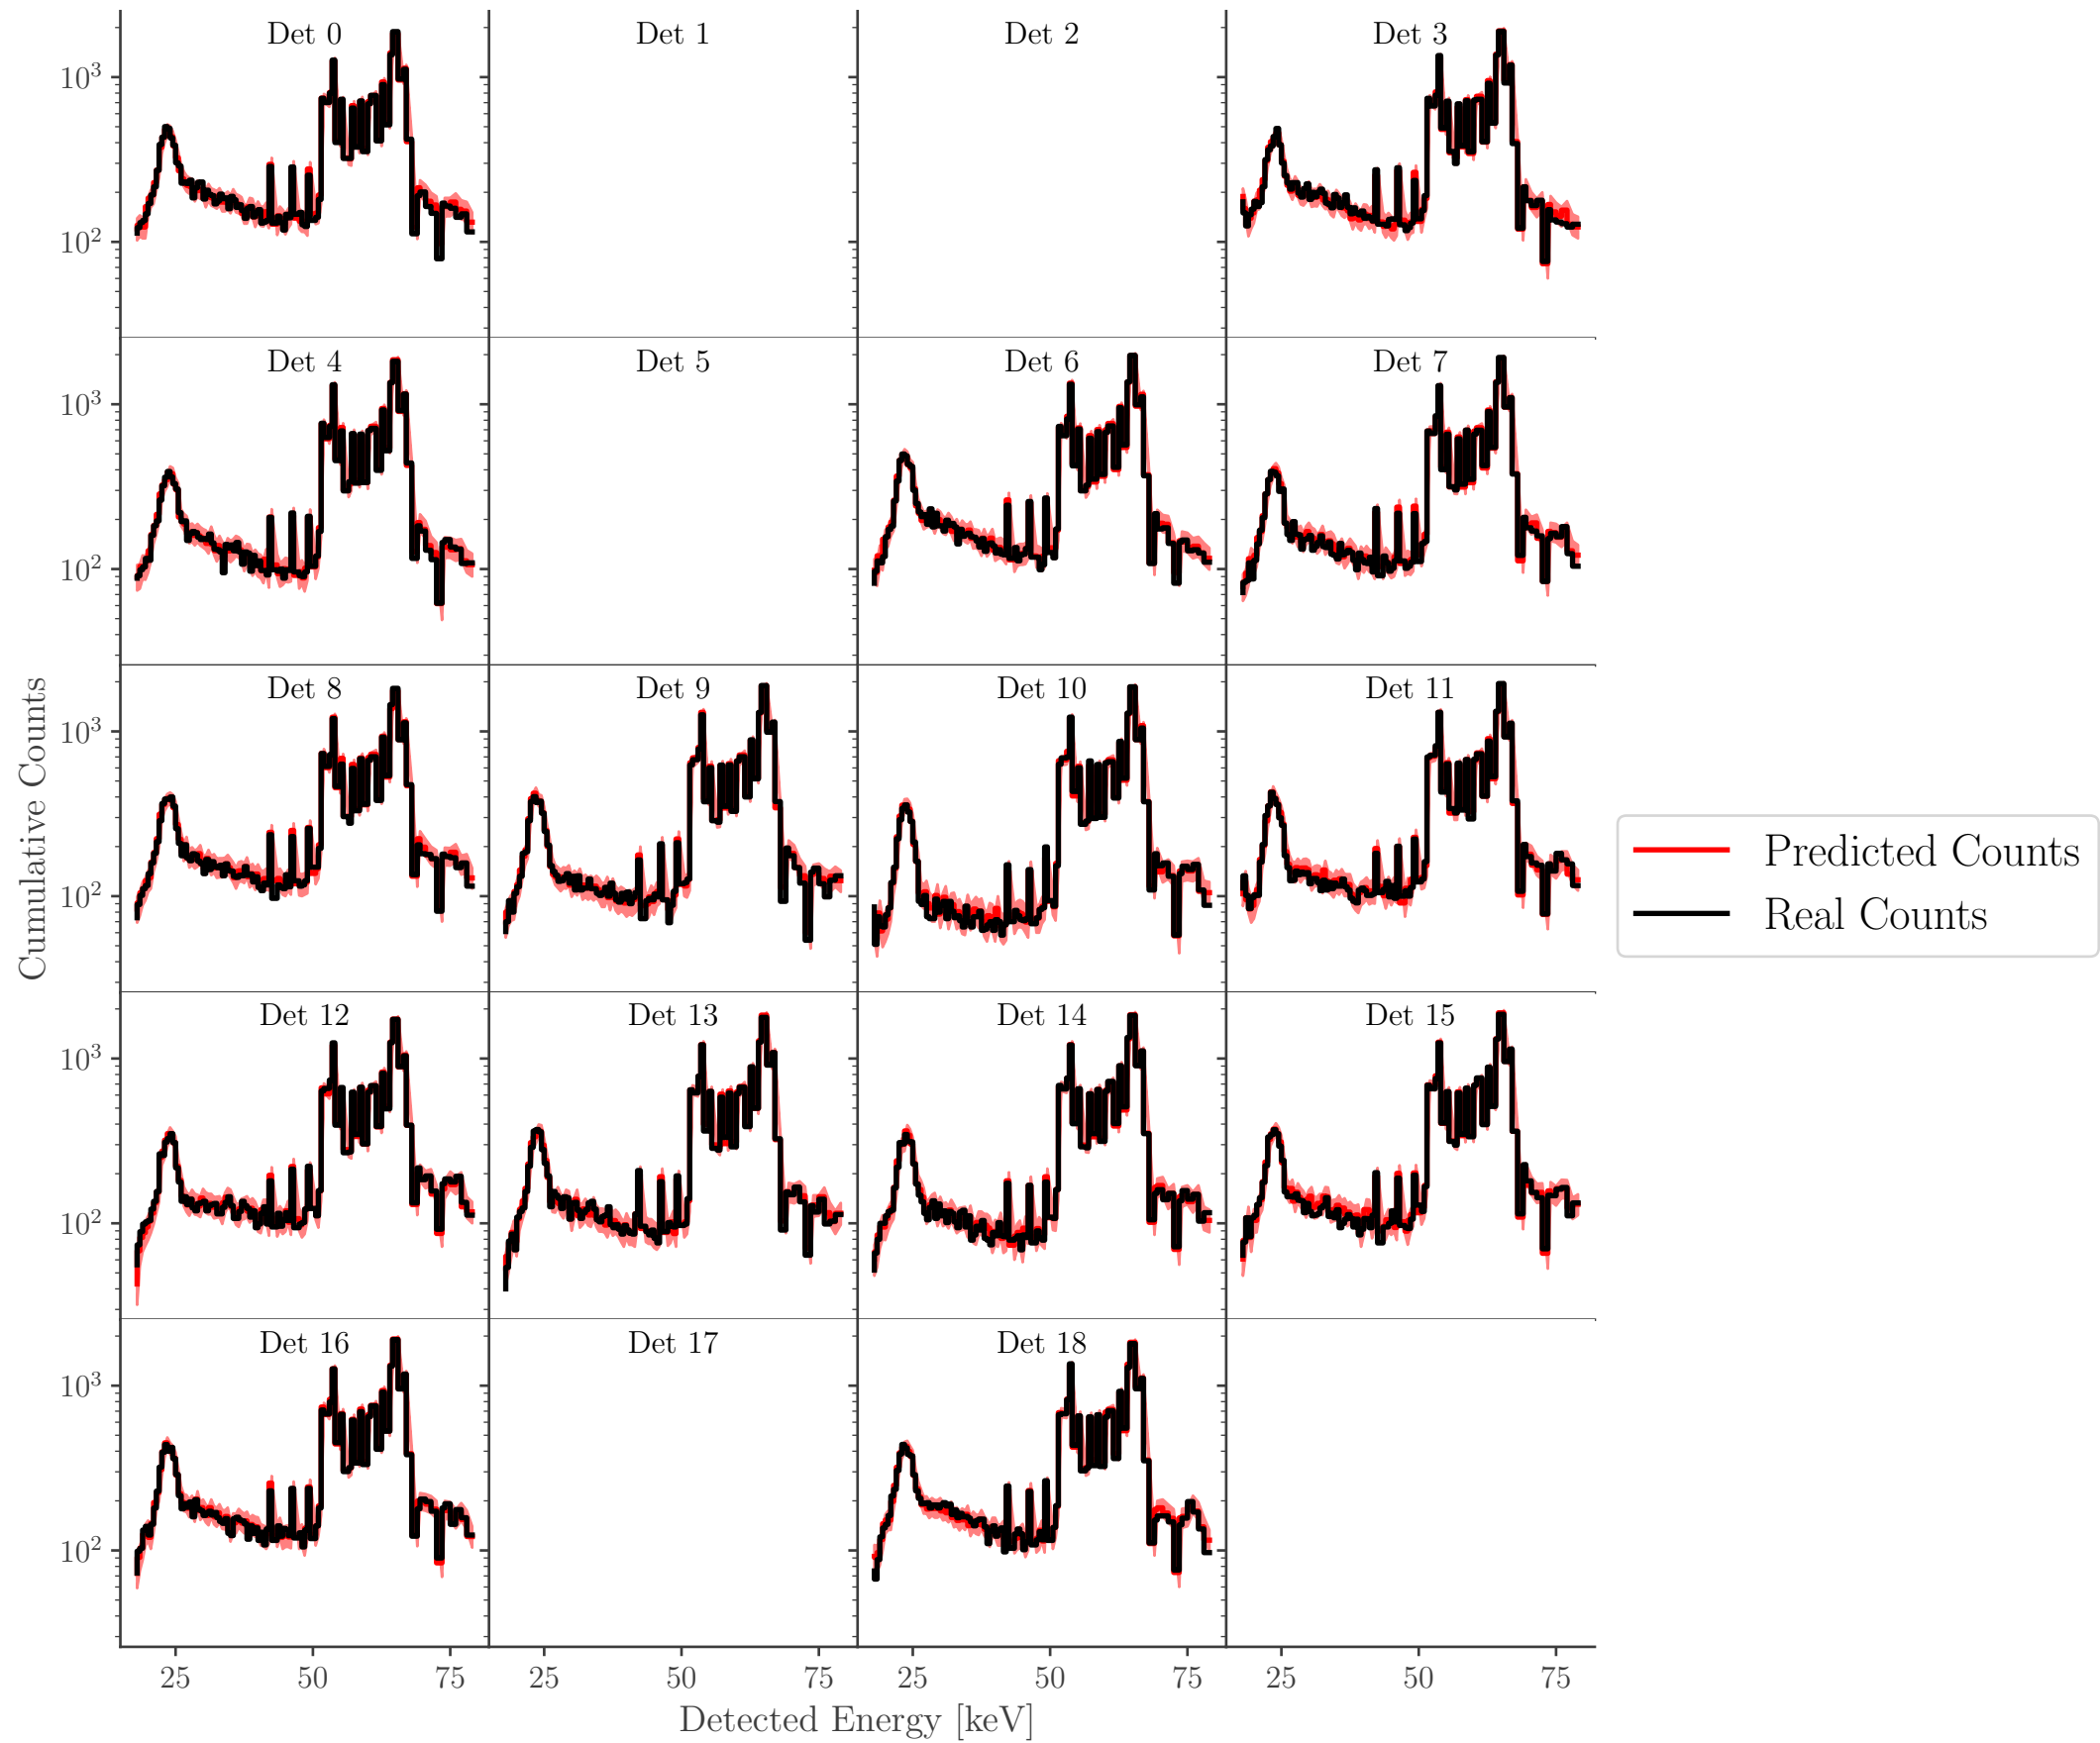 Det 0 Det 1 Det 2 Det 3
10³
10²
Det 4 Det 5 Det 6 Det 7
10³
10²
Det 8 Det 9 Det 10 Det 11
10³
10²
Cumulative Counts
Predicted Counts
Real Counts
Det 12 Det 13 Det 14 Det 15
10³
10²
Det 16 Det 17 Det 18
10³
10²
25 50 75 25 50 75 25 50 75 25 50 75
Detected Energy [keV]